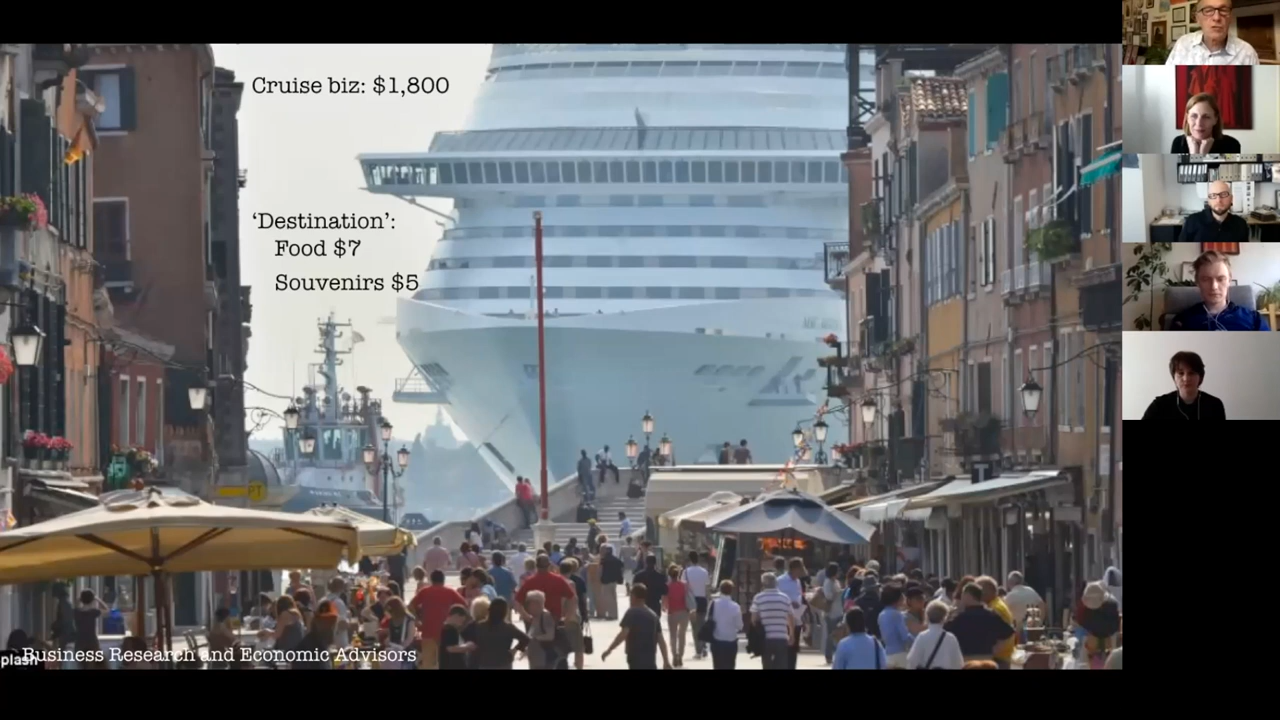 Cruise biz: $1,800
‘Destination’:
Food $7
Souvenirs $5
Business Research and Economic Advisors
plash
T